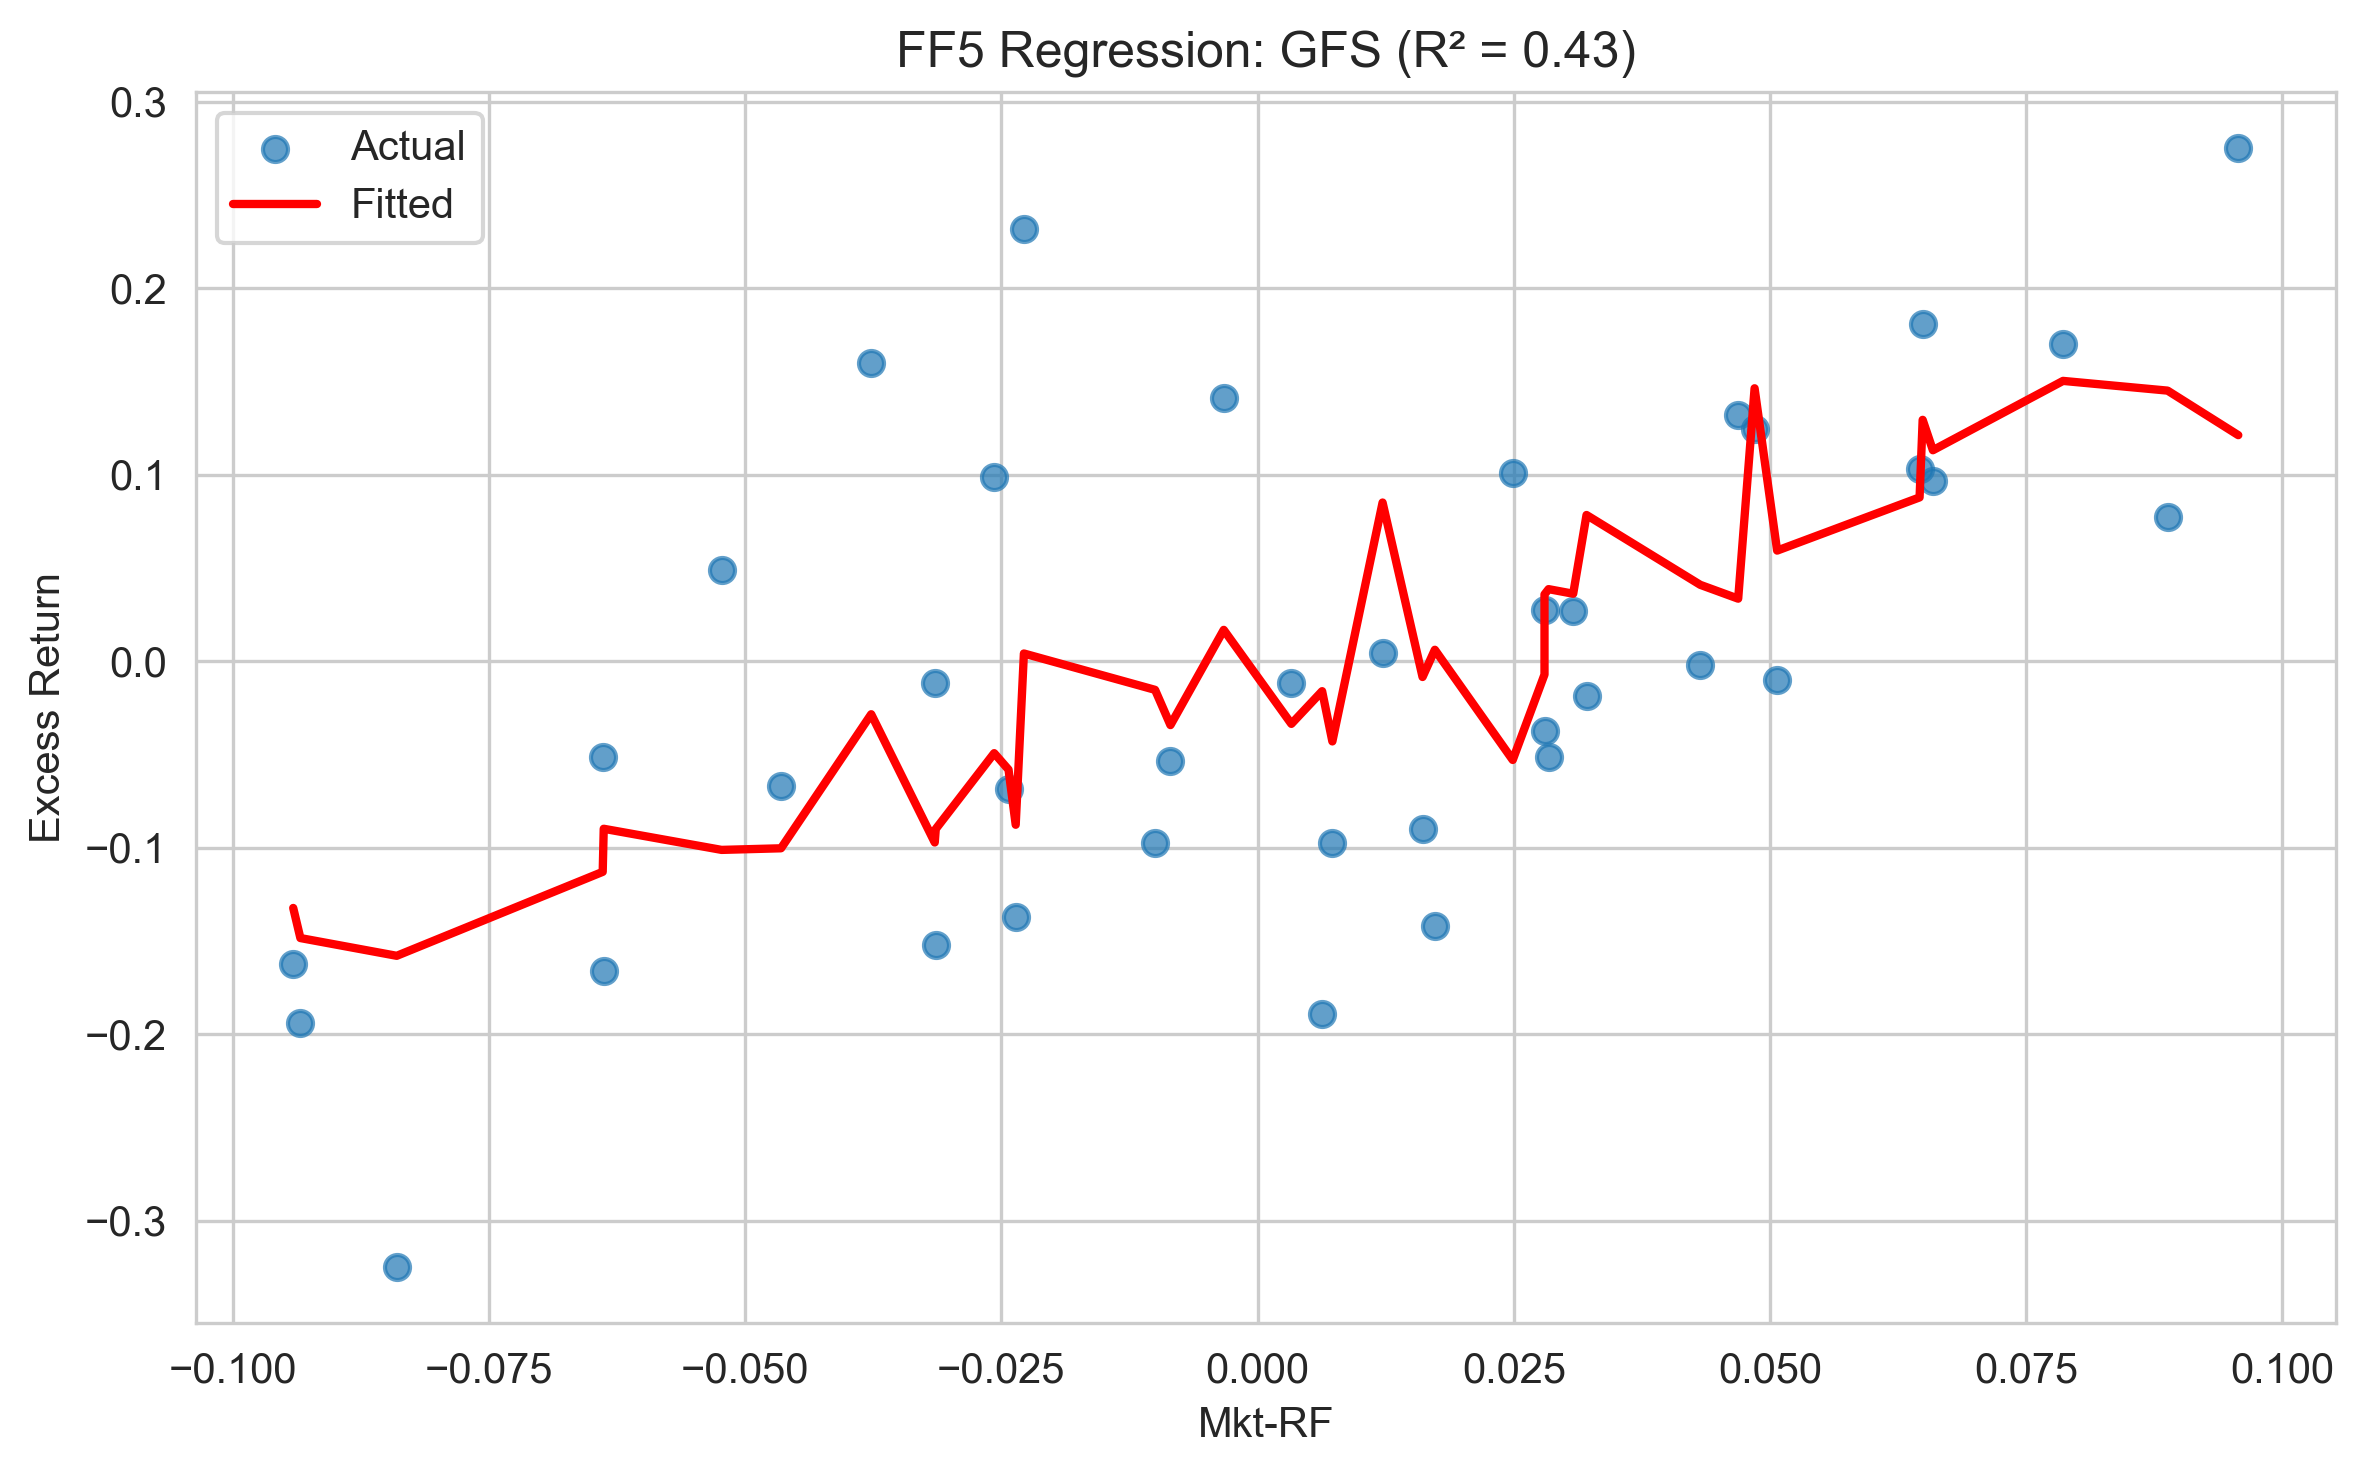 FF5 Regression: GFS (R² = 0.43)
Actual
Fitted
Excess Return
0.3
0.2
0.1
0.0
−0.1
−0.2
−0.3
−0.100 −0.075 −0.050 −0.025 0.000 0.025 0.050 0.075 0.100
Mkt-RF